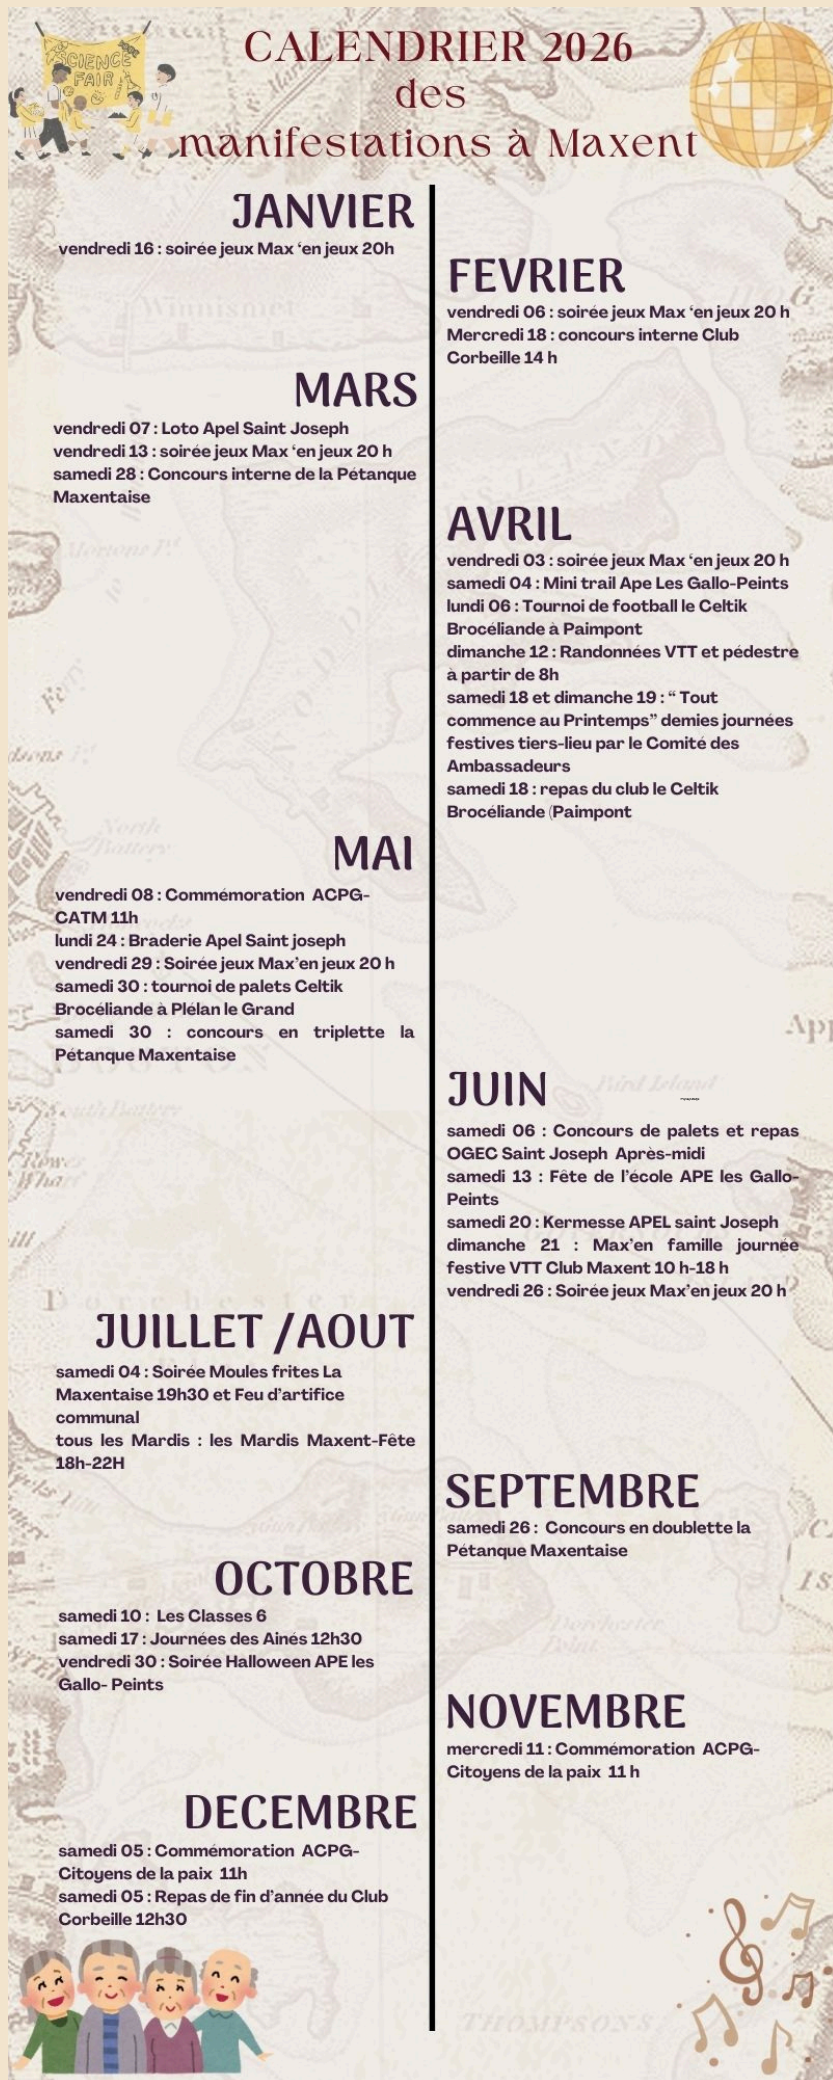 SCIENCE
FAIR
CALENDRIER 2026
des
manifestations à Maxent
JANVIER
vendredi 16 : soirée jeux Max ‘en jeux 20h
FEVRIER
vendredi 06 : soirée jeux Max ‘en jeux 20 h
Mercredi 18 : concours interne Club
Corbeille 14 h
MARS
vendredi 07 : Loto Apel Saint Joseph
vendredi 13 : soirée jeux Max ‘en jeux 20 h
samedi 28 : Concours interne de la Pétanque
Maxentaise
AVRIL
vendredi 03 : soirée jeux Max ‘en jeux 20 h
samedi 04 : Mini trail Ape Les Gallo-Peints
lundi 06 : Tournoi de football le Celtik
Brocéliande à Paimpont
dimanche 12 : Randonnées VTT et pédestre
à partir de 8h
samedi 18 et dimanche 19 : “ Tout
commence au Printemps” demies journées
festives tiers-lieu par le Comité des
Ambassadeurs
samedi 18 : repas du club le Celtik
Brocéliande (Paimpont
MAI
vendredi 08 : Commémoration ACPG-
CATM 11h
lundi 24 : Braderie Apel Saint joseph
vendredi 29 : Soirée jeux Max’en jeux 20 h
samedi 30 : tournoi de palets Celtik
Brocéliande à Plélan le Grand
samedi 30 : concours en triplette la
Pétanque Maxentaise
JUIN
samedi 06 : Concours de palets et repas
OGEC Saint Joseph Après-midi
samedi 13 : Fête de l’école APE les Gallo-
Peints
samedi 20 : Kermesse APEL saint Joseph
dimanche 21 : Max’en famille journée
festive VTT Club Maxent 10 h-18 h
vendredi 26 : Soirée jeux Max’en jeux 20 h
JUILLET /AOUT
samedi 04 : Soirée Moules frites La
Maxentaise 19h30 et Feu d’artifice
communal
tous les Mardis : les Mardis Maxent-Fête
18h-22H
SEPTEMBRE
samedi 26 : Concours en doublette la
Pétanque Maxentaise
OCTOBRE
samedi 10 : Les Classes 6
samedi 17 : Journées des Ainés 12h30
vendredi 30 : Soirée Halloween APE les
Gallo- Peints
NOVEMBRE
mercredi 11 : Commémoration ACPG-
Citoyens de la paix 11 h
DECEMBRE
samedi 05 : Commémoration ACPG-
Citoyens de la paix 11h
samedi 05 : Repas de fin d’année du Club
Corbeille 12h30
Winnismet
North
Battery
South Battery
Bird Island
Dorchester
Dorchester
Point
THOMPSONS